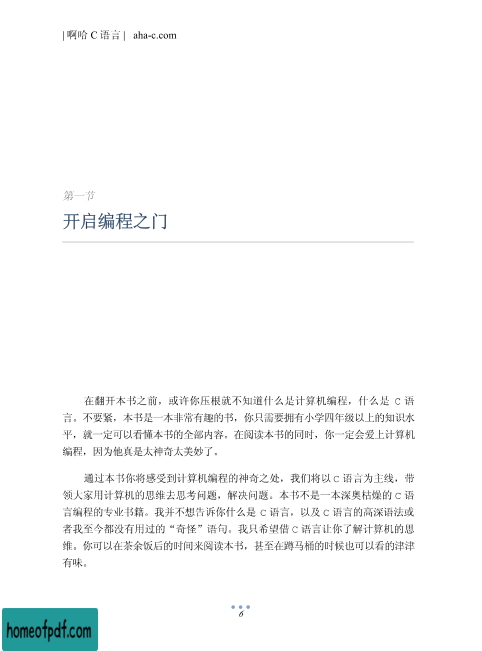 | 啊哈 C 语言 | aha-c.com
第一节
开启编程之门
在翻开本书之前，或许你压根就不知道什么是计算机编程，什么是 C 语
言。不要紧，本书是一本非常有趣的书，你只需要拥有小学四年级以上的知识水
平，就一定可以看懂本书的全部内容，在阅读本书的同时，你一定会爱上计算机
编程，因为他真是太神奇太美妙了。
通过本书你将感受到计算机编程的神奇之处，我们将以 C 语言为主线，带
领大家用计算机的思维去思考问题，解决问题。本书不是一本深奥枯燥的 C 语
言编程的专业书籍。我并不想告诉你什么是 C 语言，以及 C 语言的高深语法或
者我至今都没有用过的“奇怪”语句。我只希望借 C 语言让你了解计算机的思
维。你可以在茶余饭后的时间来阅读本书，甚至在蹲马桶的时候也可以看的津津
有味。
6
homeofpdf.com